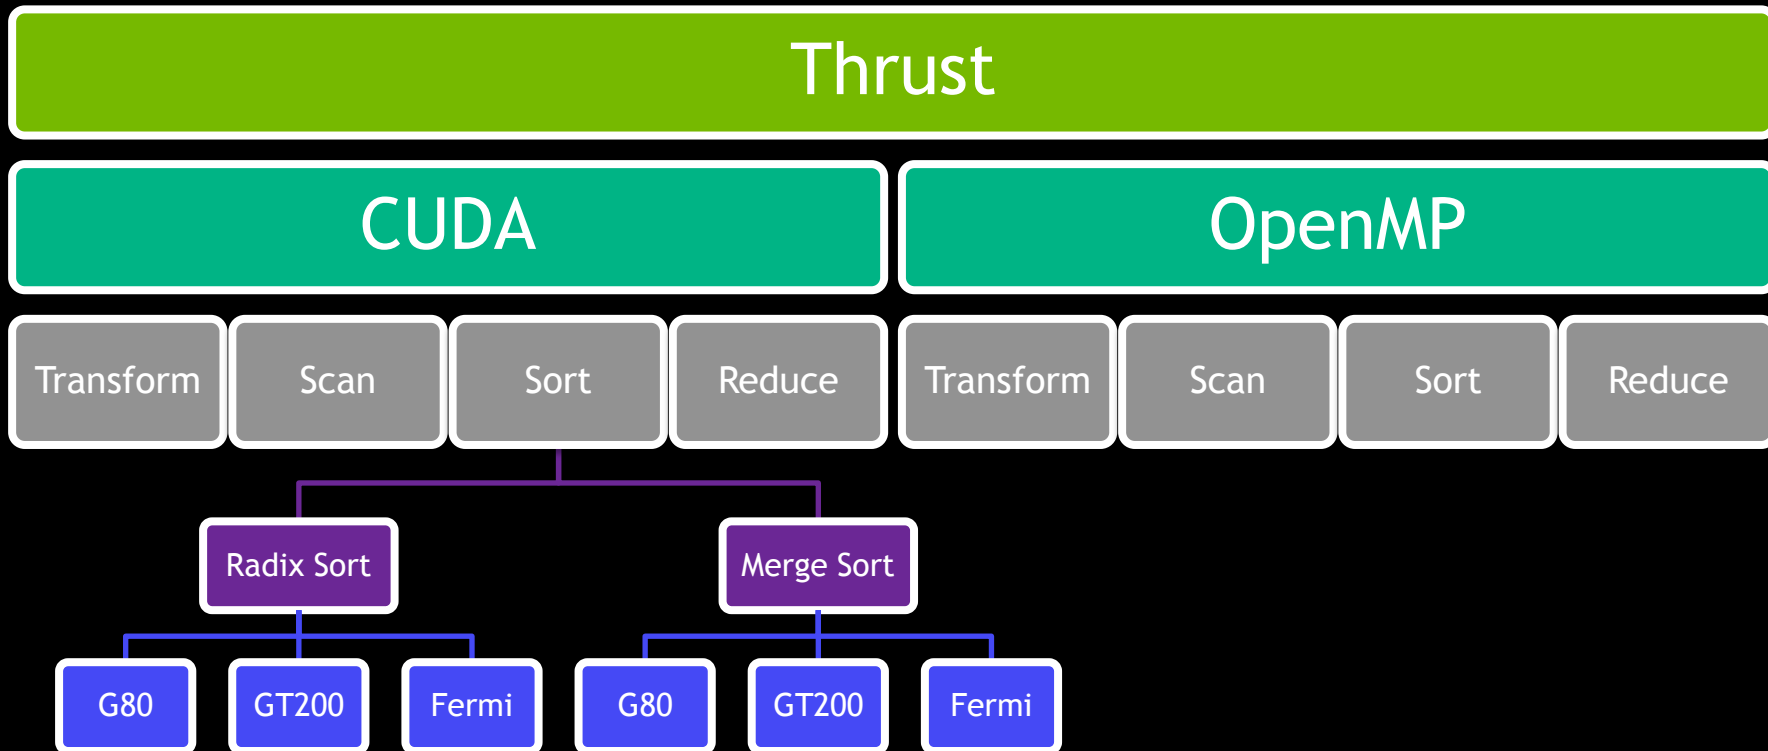 Thrust
CUDA
OpenMP
Transform
Scan
Sort
Reduce
Transform
Scan
Sort
Reduce
Radix Sort
Merge Sort
G80
GT200
Fermi
G80
GT200
Fermi